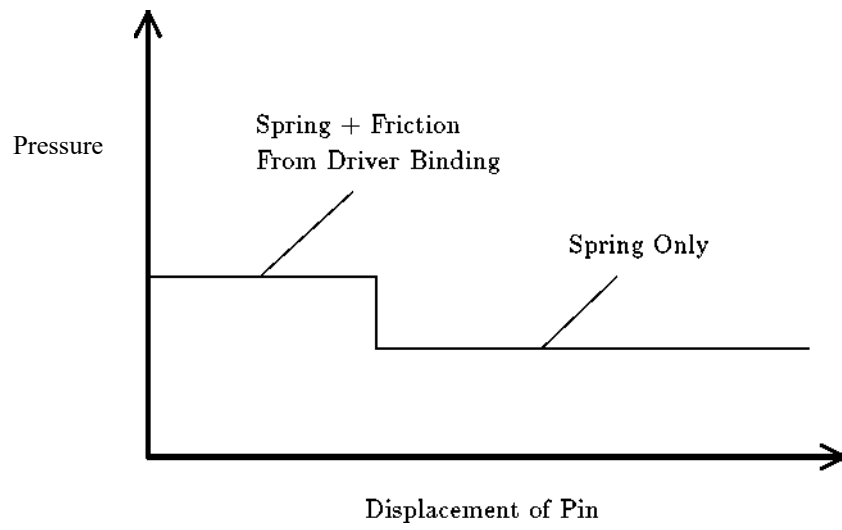 Spring + Friction
From Driver Binding
Pressure
Spring Only
Displacement of Pin